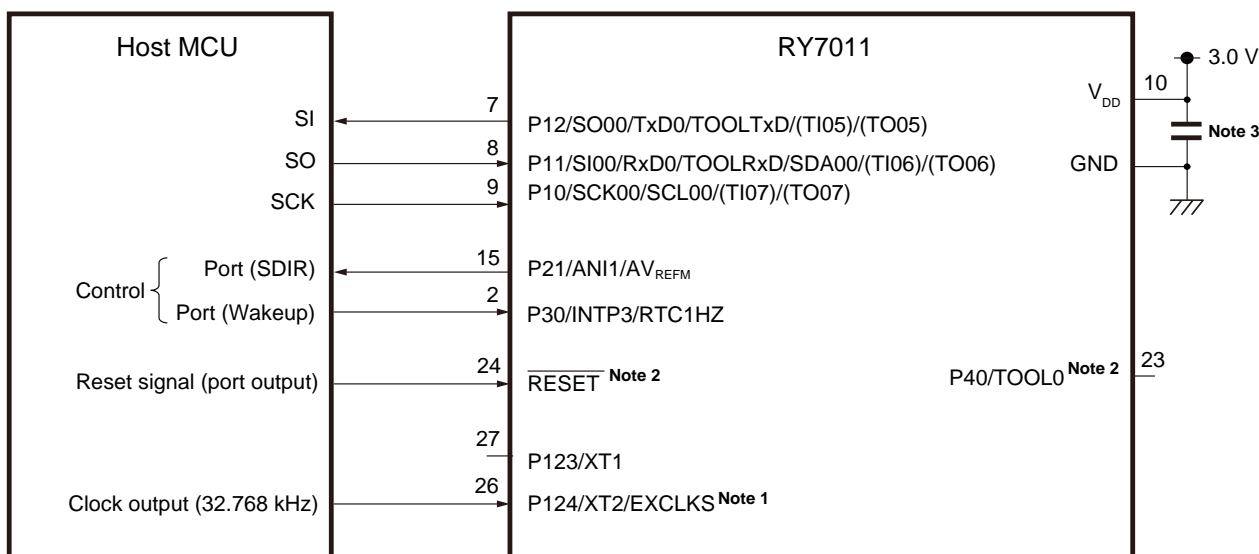 Host MCU
RY7011
3.0 V
10
V_DD
Note 3
GND
SI
7
P12/SO00/TxD0/TOOLTxD/(TI05)/(TO05)
SO
8
P11/SI00/RxD0/TOOLRxD/SDA00/(TI06)/(TO06)
SCK
9
P10/SCK00/SCL00/(TI07)/(TO07)
Control
Port (SDIR)
15
P21/ANI1/AV_REFM
Port (Wakeup)
2
P30/INTP3/RTC1HZ
Reset signal (port output)
24
RESET Note 2
P40/TOOL0 Note 2
23
27
P123/XT1
Clock output (32.768 kHz)
26
P124/XT2/EXCLKS Note 1